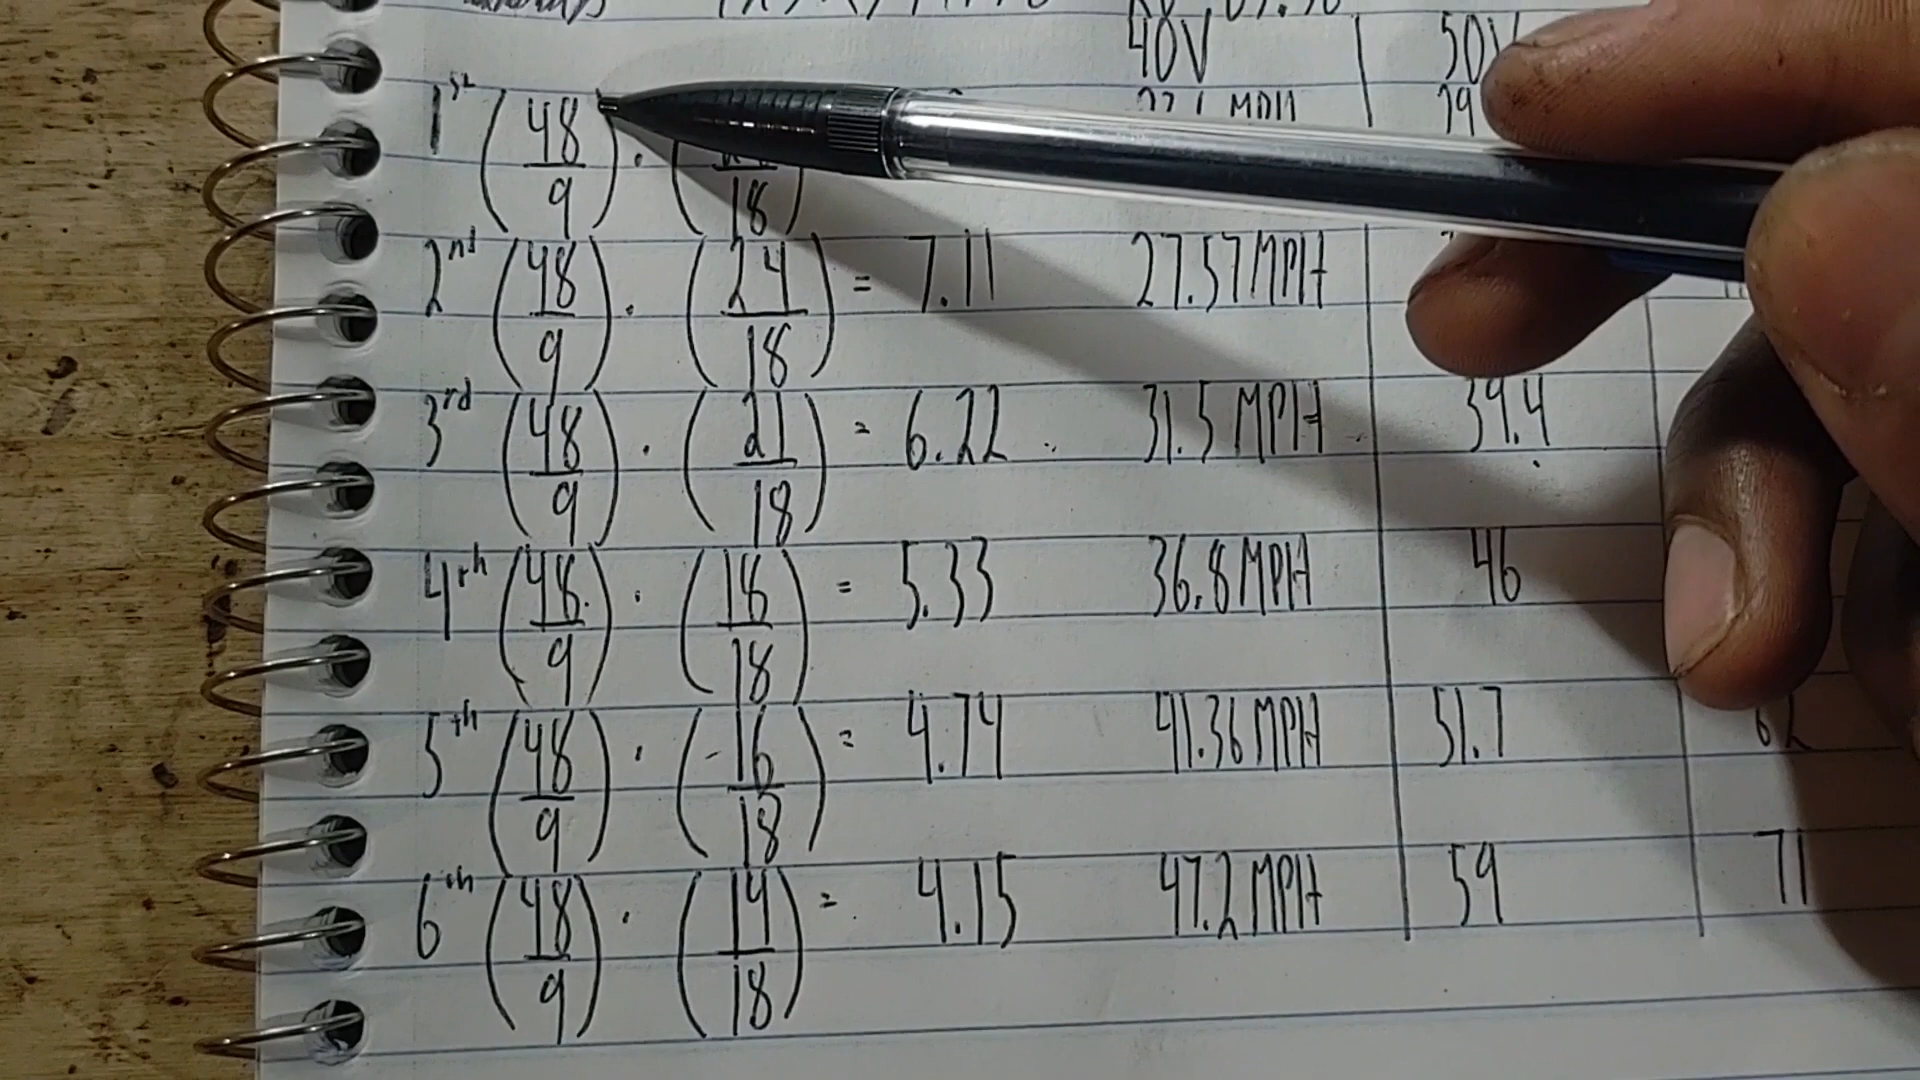 40V 50V
1st (48/9) · ( /18)
2nd (48/9) · (24/18) = 7.11 27.57MPH
3rd (48/9) · (21/18) = 6.22 31.5 MPH 39.4
4rh (48/9) · (18/18) = 5.33 36.8MPH 46
5th (48/9) · (16/18) = 4.74 41.36MPH 51.7 62
6th (48/9) · (14/18) = 4.15 47.2MPH 59 71